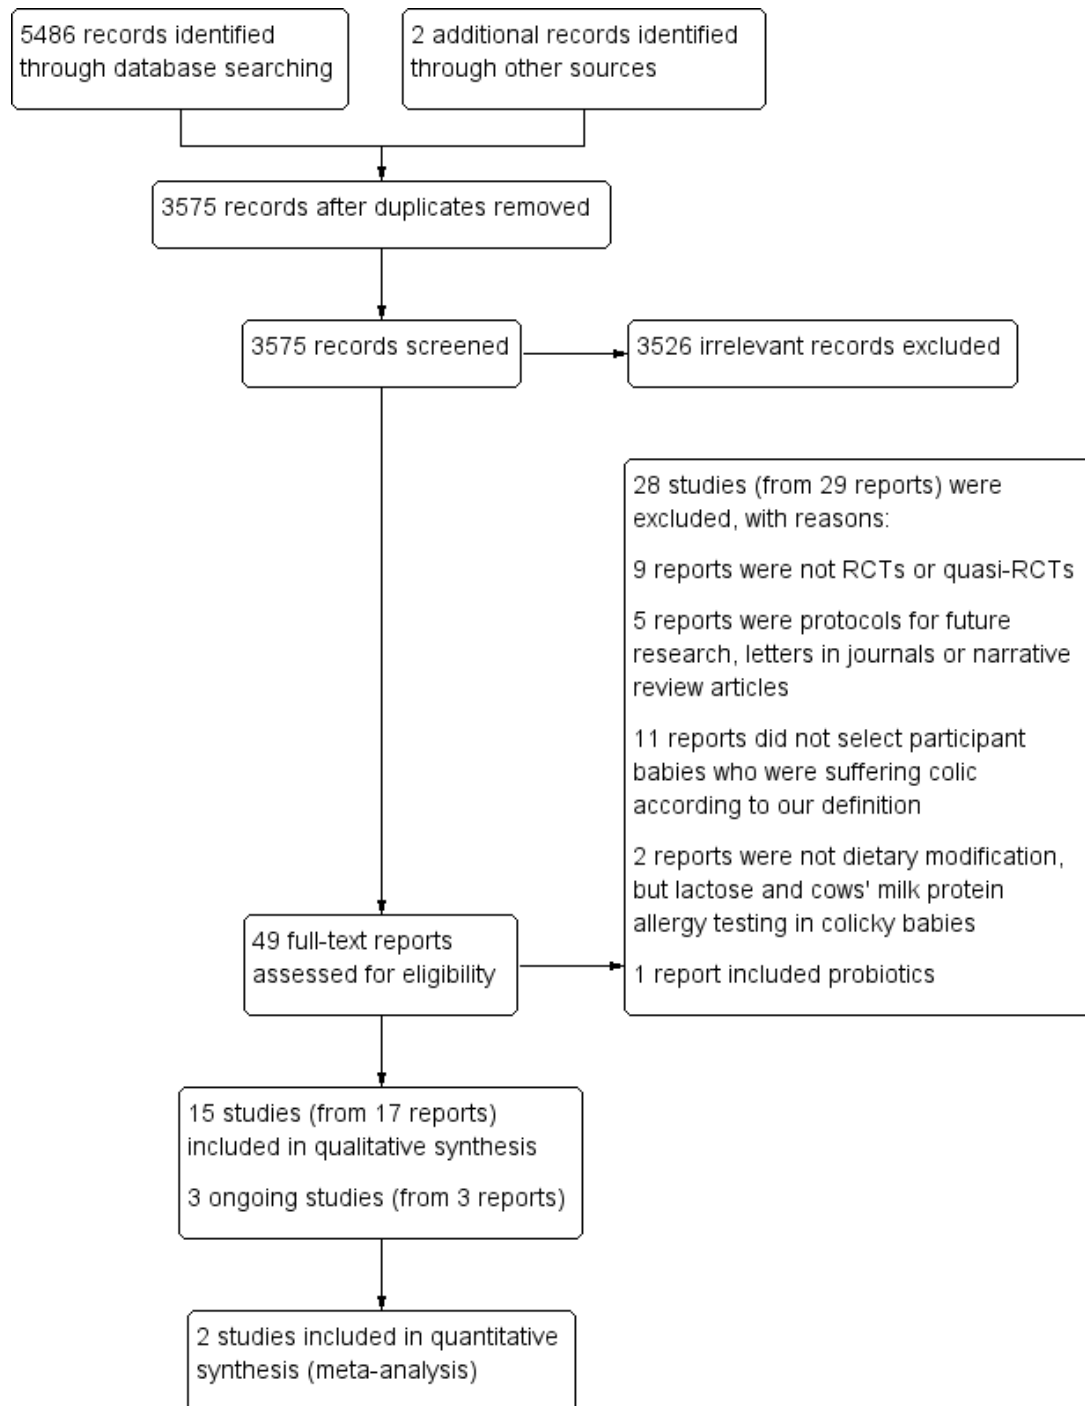 5486 records identified
through database searching
2 additional records identified
through other sources
3575 records after duplicates removed
3575 records screened
3526 irrelevant records excluded
28 studies (from 29 reports) were
excluded, with reasons:
9 reports were not RCTs or quasi-RCTs
5 reports were protocols for future
research, letters in journals or narrative
review articles
11 reports did not select participant
babies who were suffering colic
according to our definition
2 reports were not dietary modification,
but lactose and cows' milk protein
allergy testing in colicky babies
1 report included probiotics
49 full-text reports
assessed for eligibility
15 studies (from 17 reports)
included in qualitative synthesis
3 ongoing studies (from 3 reports)
2 studies included in quantitative
synthesis (meta-analysis)